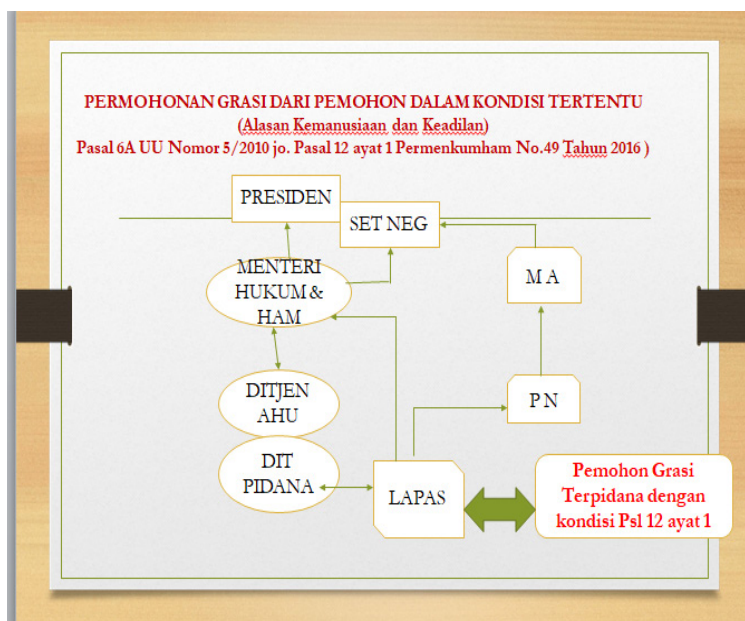 PERMOHONAN GRASI DARI PEMOHON DALAM KONDISI TERTENTU
(Alasan Kemanusiaan dan Keadilan)
Pasal 6A UU Nomor 5/2010 jo. Pasal 12 ayat 1 Permenkumham No.49 Tahun 2016 )
PRESIDEN
SET NEG
MENTERI
HUKUM &
HAM
M A
DITJEN
AHU
P N
DIT
PIDANA
LAPAS
Pemohon Grasi
Terpidana dengan
kondisi Psl 12 ayat 1